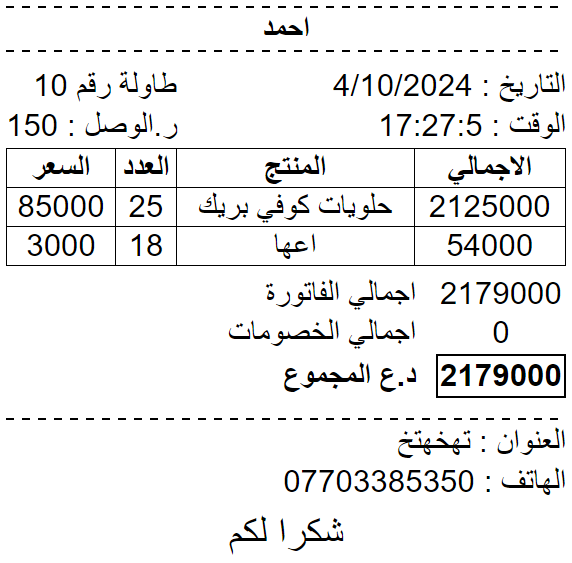 احمد
التاريخ : 4/10/2024 طاولة رقم 10
الوقت : 17:27:5 ر.الوصل : 150
الاجمالي المنتج العدد السعر
2125000 حلويات كوفي بريك 25 85000
54000 اعها 18 3000
2179000 اجمالي الفاتورة
0 اجمالي الخصومات
2179000 د.ع المجموع
العنوان : تهخهتخ
الهاتف : 07703385350
شكرا لكم